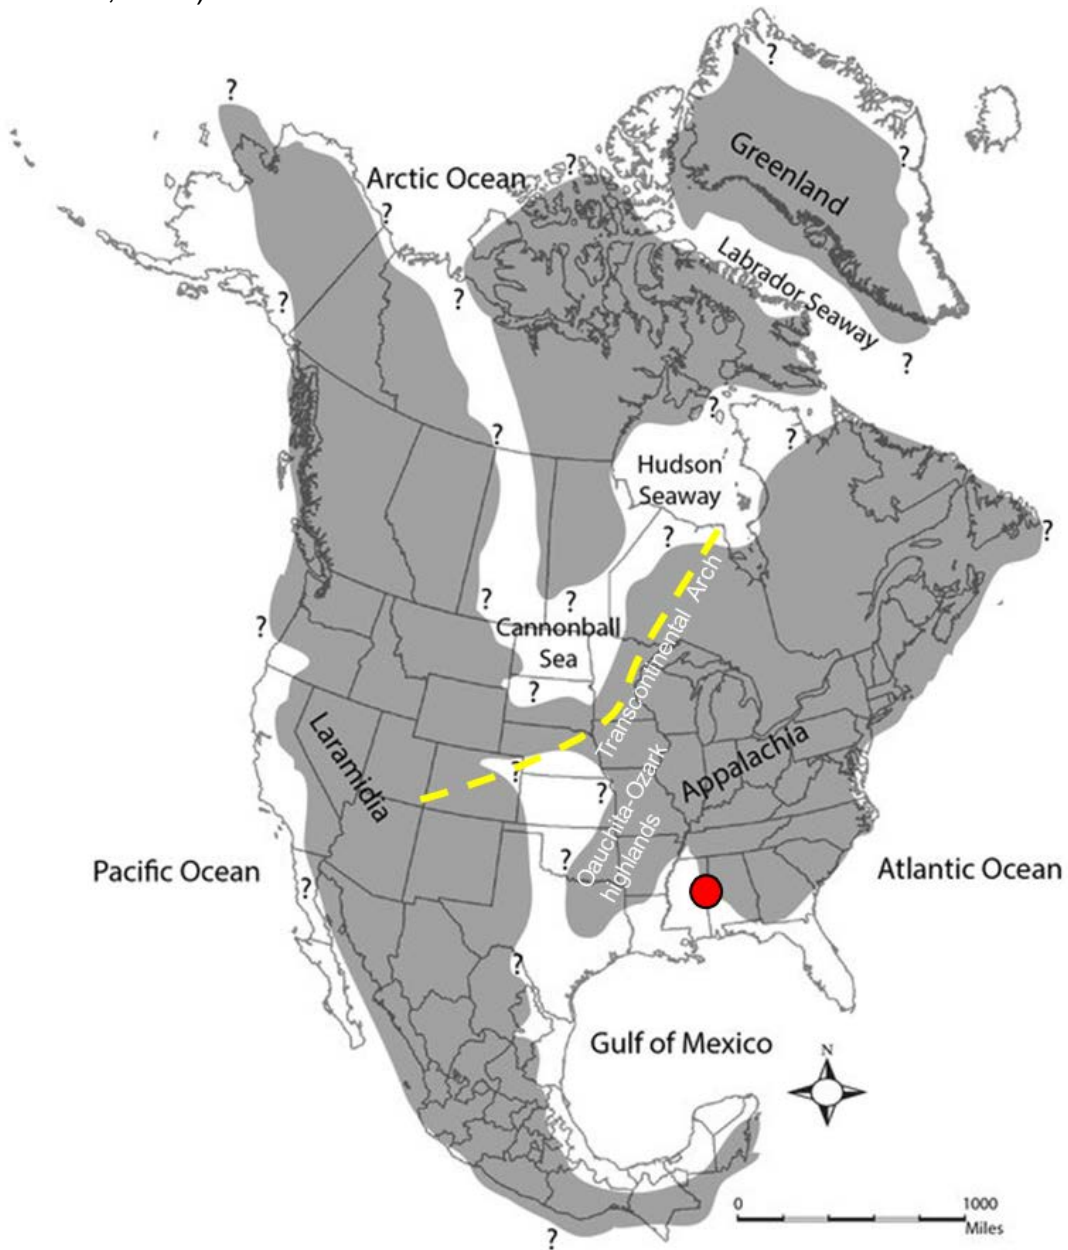 ?
?
Arctic Ocean
?
Greenland
?
?
Labrador Seaway
?
?
?
?
?
?
?
Hudson
Seaway
?
?
Transcontinental Arch
?
?
Cannonball
Sea
?
?
Laramidia
Appalachia
?
?
Oauchita-Ozark
highlands
?
Pacific Ocean
Atlantic Ocean
?
?
Gulf of Mexico
N
0
1000
Miles
?